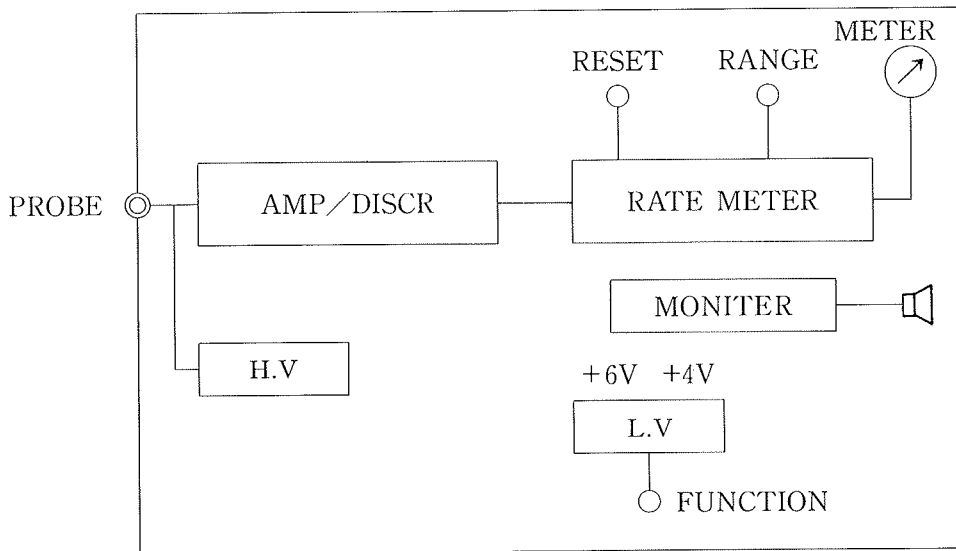 METER
RESET
RANGE
PROBE
AMP/DISCR
RATE METER
MONITER
H.V
+6V +4V
L.V
FUNCTION